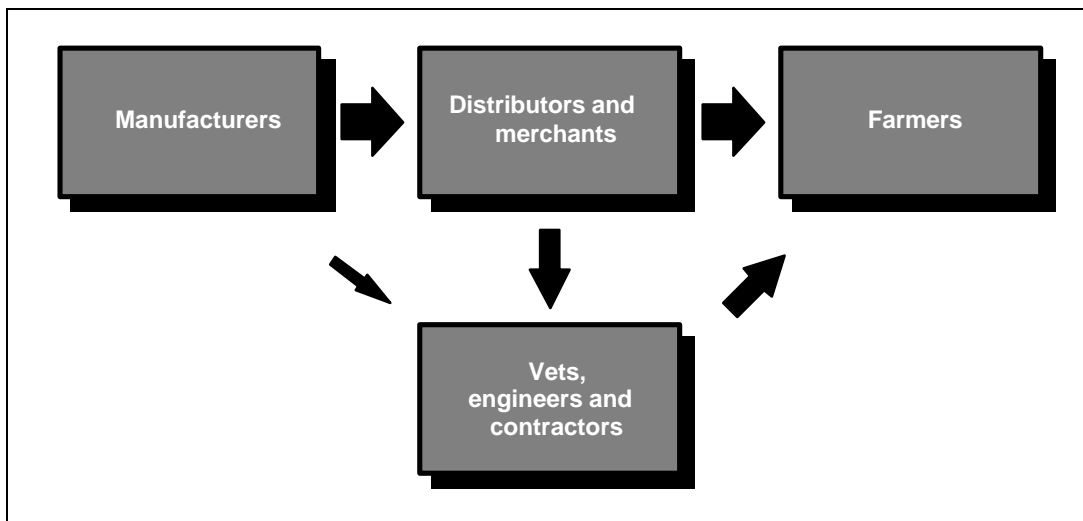 Manufacturers
Distributors and
merchants
Farmers
Vets,
engineers and
contractors